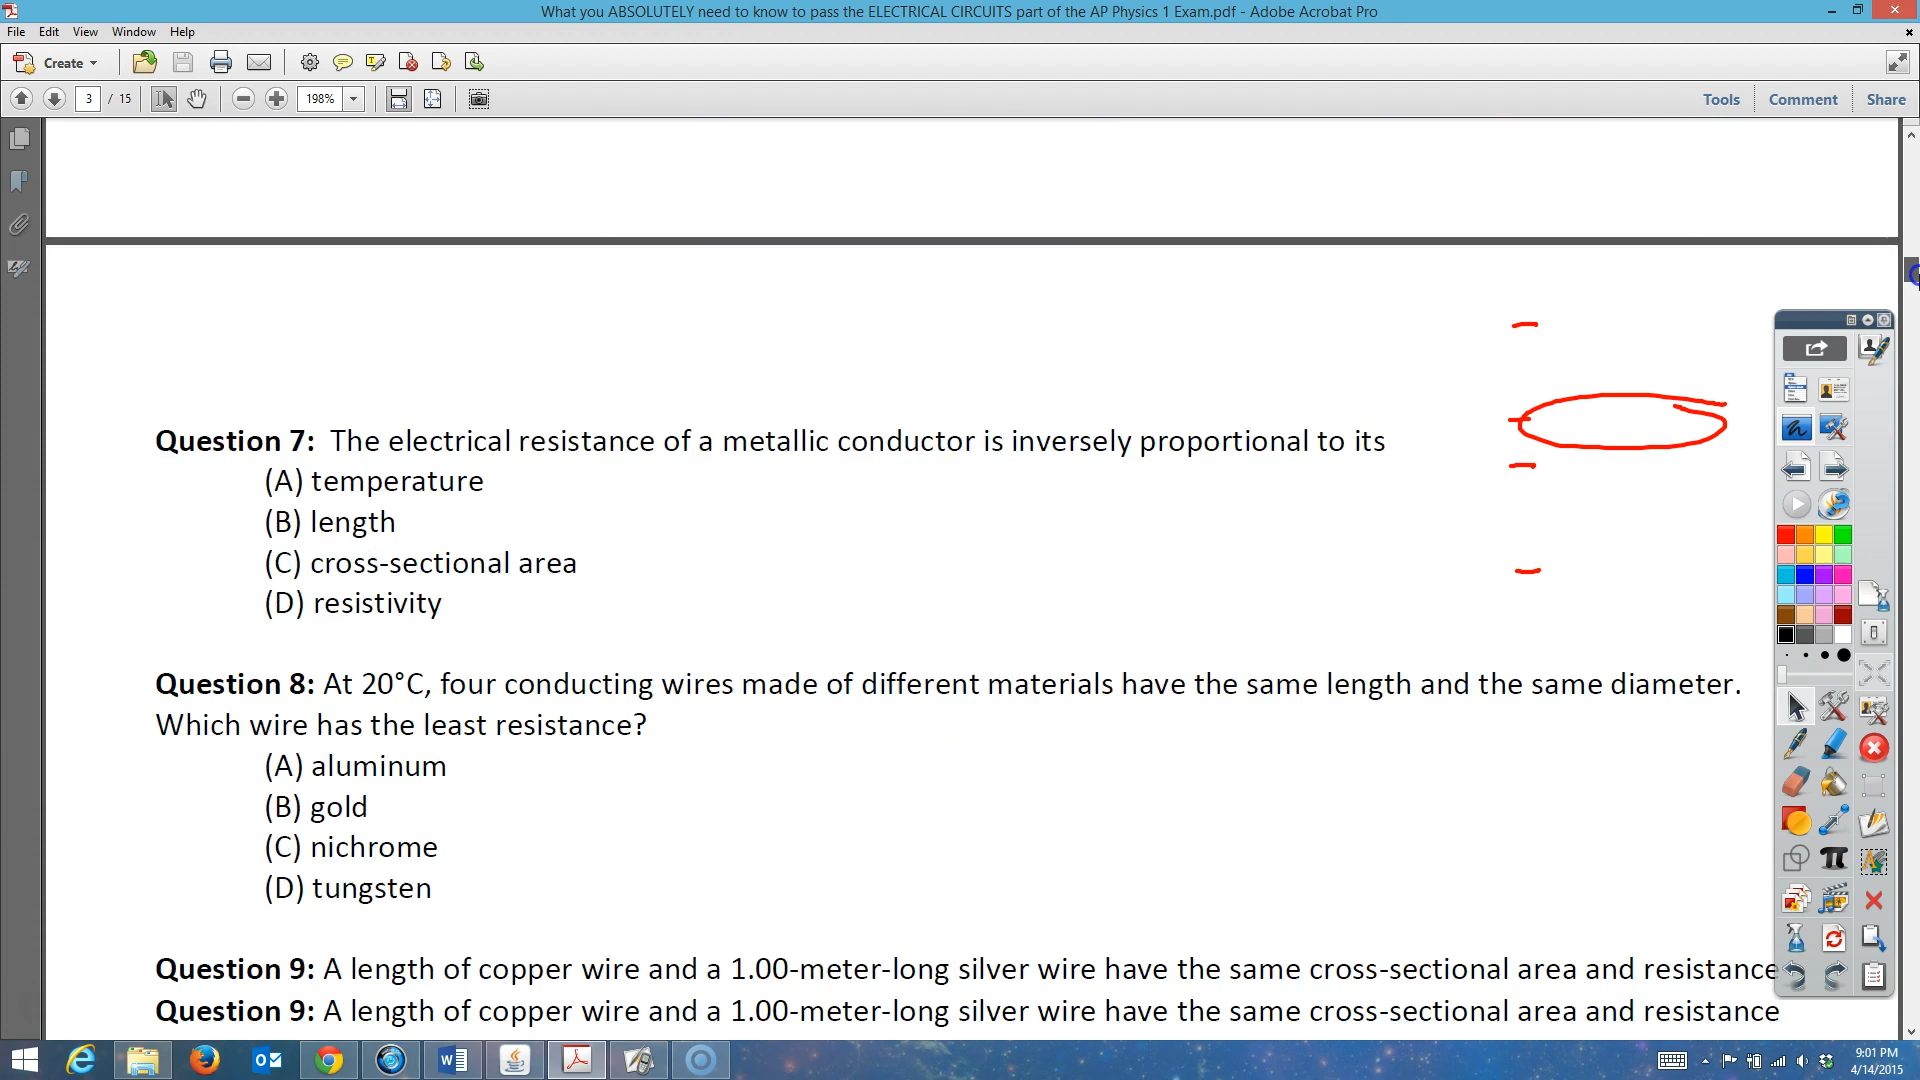 What you ABSOLUTELY need to know to pass the ELECTRICAL CIRCUITS part of the AP Physics 1 Exam.pdf - Adobe Acrobat Pro
File Edit View Window Help
Create
3 / 15 198% Tools Comment Share
Question 7: The electrical resistance of a metallic conductor is inversely proportional to its
(A) temperature
(B) length
(C) cross-sectional area
(D) resistivity
Question 8: At 20°C, four conducting wires made of different materials have the same length and the same diameter.
Which wire has the least resistance?
(A) aluminum
(B) gold
(C) nichrome
(D) tungsten
Question 9: A length of copper wire and a 1.00-meter-long silver wire have the same cross-sectional area and resistance
Question 9: A length of copper wire and a 1.00-meter-long silver wire have the same cross-sectional area and resistance
9:01 PM
4/14/2015